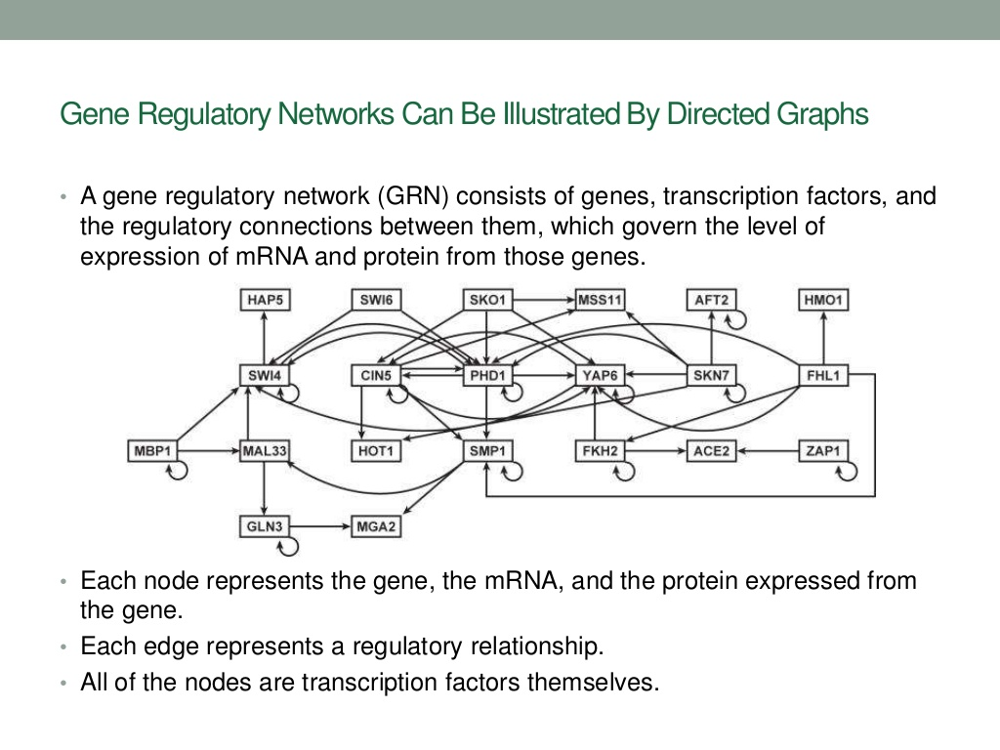 Gene Regulatory Networks Can Be Illustrated By Directed Graphs
• A gene regulatory network (GRN) consists of genes, transcription factors, and
the regulatory connections between them, which govern the level of
expression of mRNA and protein from those genes.
HAP5 SWI6 SKO1 MSS11 AFT2 HMO1
SWI4 CIN5 PHD1 YAP6 SKN7 FHL1
MBP1 MAL33 HOT1 SMP1 FKH2 ACE2 ZAP1
GLN3 MGA2
• Each node represents the gene, the mRNA, and the protein expressed from
the gene.
• Each edge represents a regulatory relationship.
• All of the nodes are transcription factors themselves.